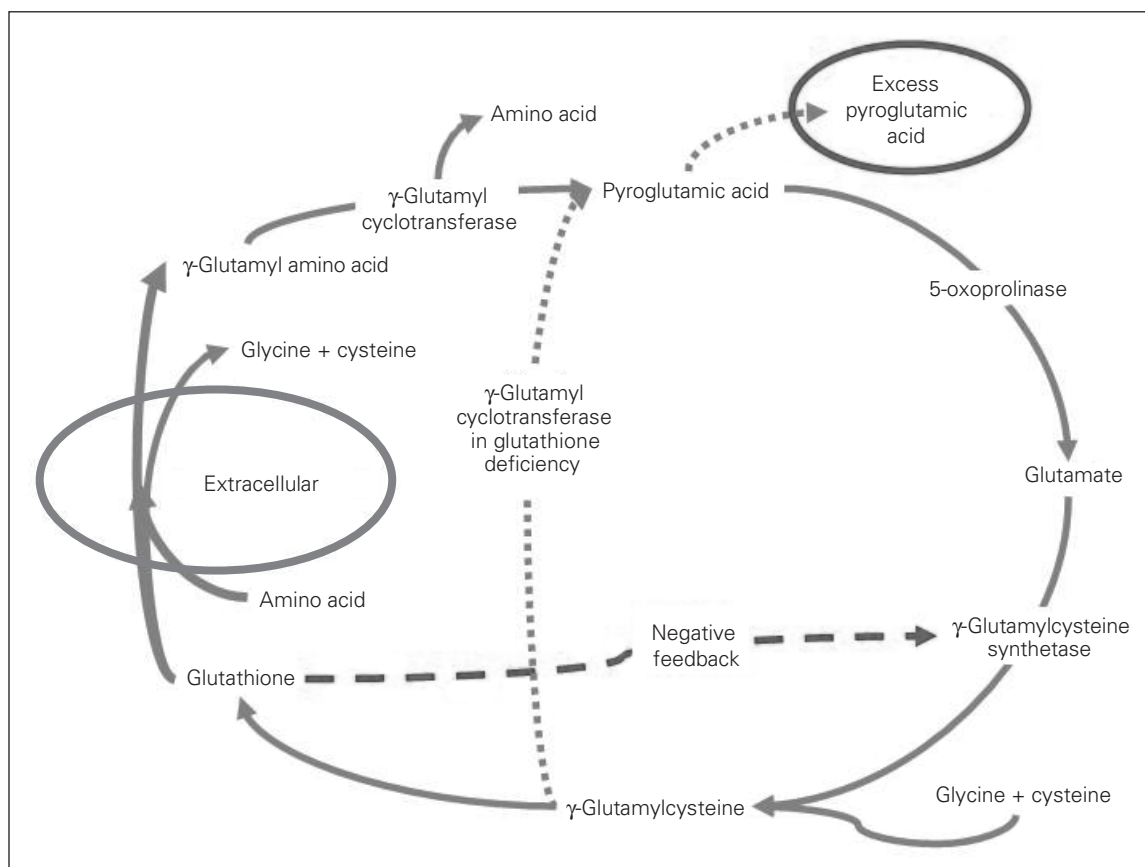 Excess
pyroglutamic
acid
Amino acid
γ-Glutamyl
cyclotransferase
Pyroglutamic acid
γ-Glutamyl amino acid
5-oxoprolinase
Glycine + cysteine
γ-Glutamyl
cyclotransferase
in glutathione
deficiency
Extracellular
Glutamate
Amino acid
Negative
feedback
γ-Glutamylcysteine
synthetase
Glutathione
γ-Glutamylcysteine
Glycine + cysteine